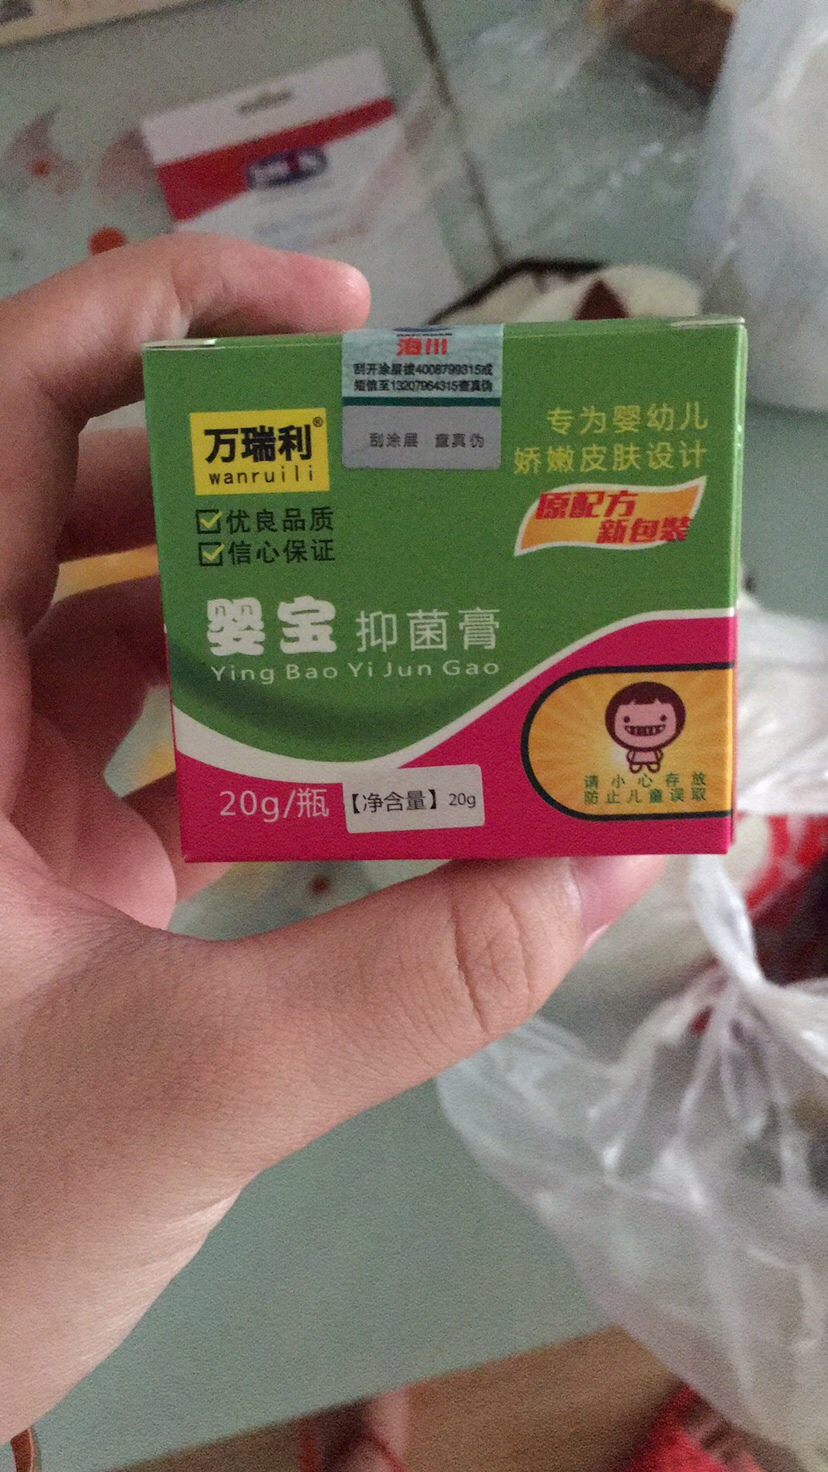 海川
刮开涂层拨4008799315或
短信至13207964315查真伪
刮涂层 查真伪
万瑞利®
wanruili
优良品质
信心保证
专为婴幼儿
娇嫩皮肤设计
原配方
新包装
婴宝 抑菌膏
Ying Bao Yi Jun Gao
20g/瓶
【净含量】20g
请小心存放
防止儿童误取